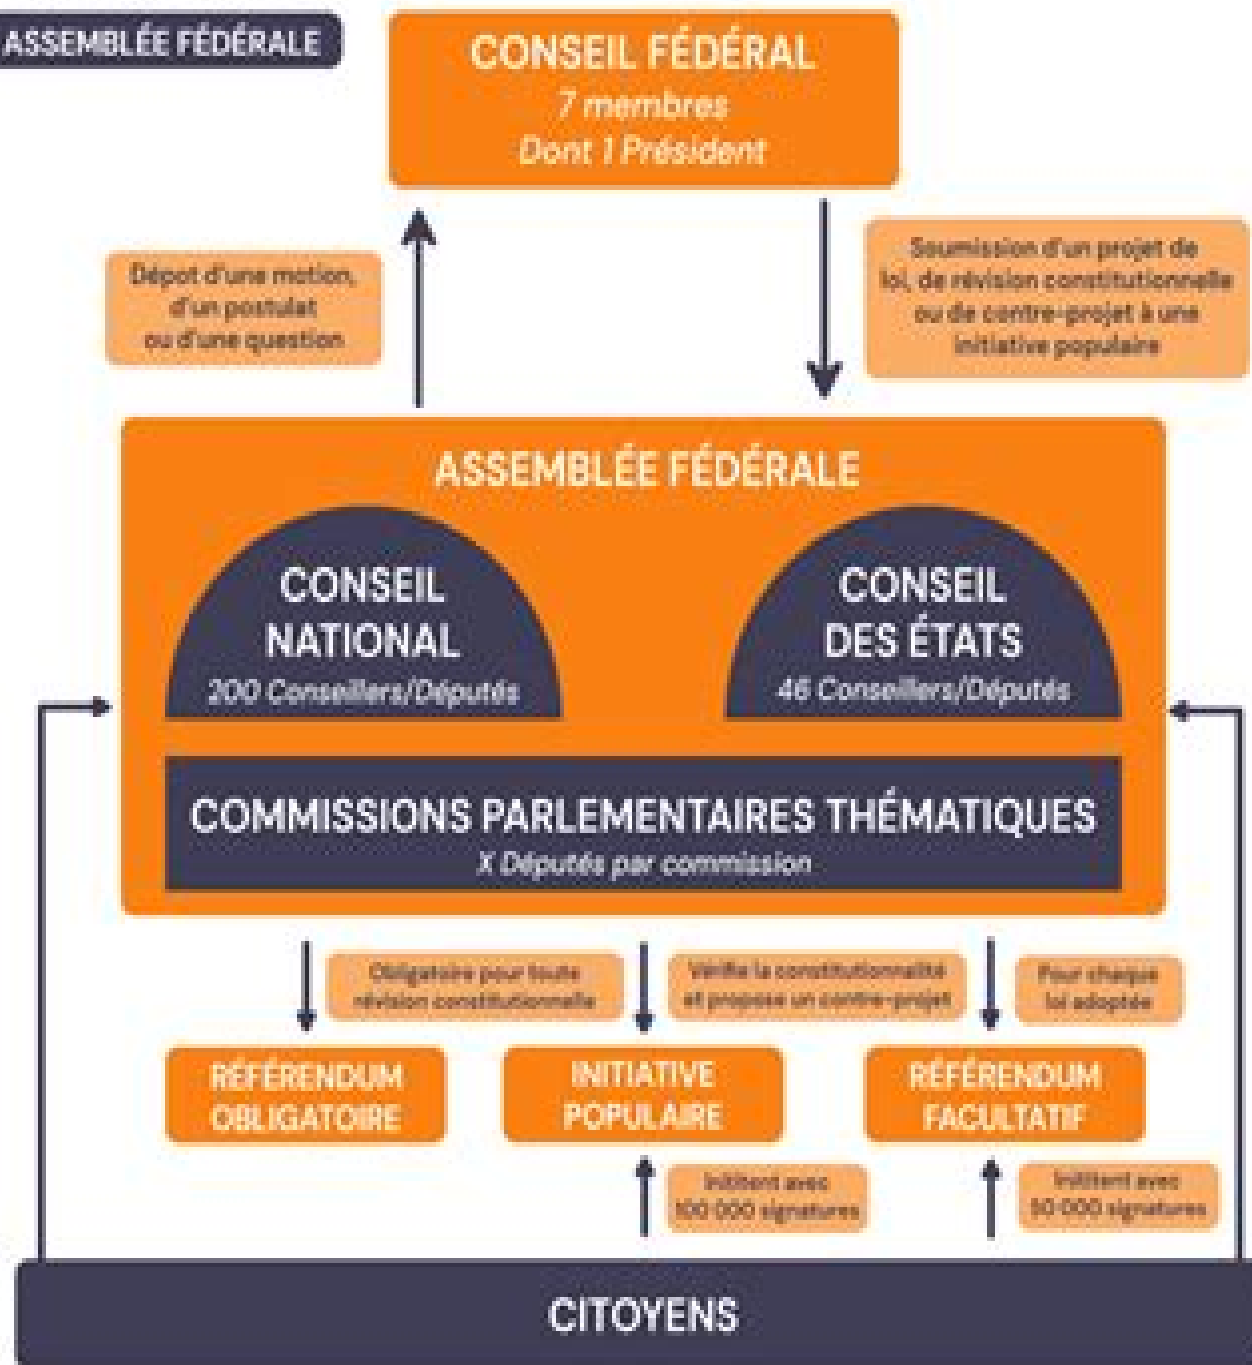 ASSEMBLÉE FÉDÉRALE
CONSEIL FÉDÉRAL
7 membres
Dont 1 Président
Dépot d'une motion,
d'un postulat
ou d'une question
Soumission d'un projet de
loi, de révision constitutionnelle
ou de contre-projet à une
initiative populaire
ASSEMBLÉE FÉDÉRALE
CONSEIL
NATIONAL
200 Conseillers/Députés
CONSEIL
DES ÉTATS
46 Conseillers/Députés
COMMISSIONS PARLEMENTAIRES THÉMATIQUES
X Députés par commission
Obligatoire pour toute
révision constitutionnelle
Vérifie la constitutionnalité
et propose un contre-projet
Pour chaque
loi adoptée
RÉFÉRENDUM
OBLIGATOIRE
INITIATIVE
POPULAIRE
RÉFÉRENDUM
FACULTATIF
Inititent avec
100 000 signatures
Inititent avec
50 000 signatures
CITOYENS